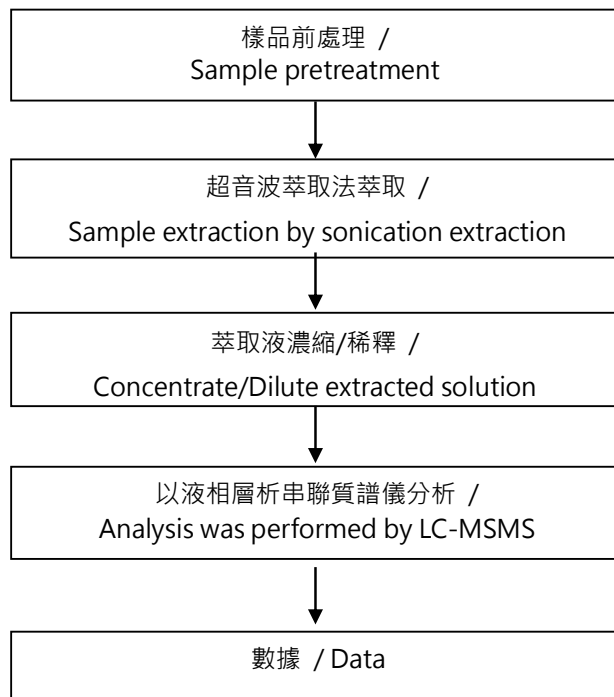 樣品前處理 /
Sample pretreatment
超音波萃取法萃取 /
Sample extraction by sonication extraction
萃取液濃縮/稀釋 /
Concentrate/Dilute extracted solution
以液相層析串聯質譜儀分析 /
Analysis was performed by LC-MSMS
數據 / Data